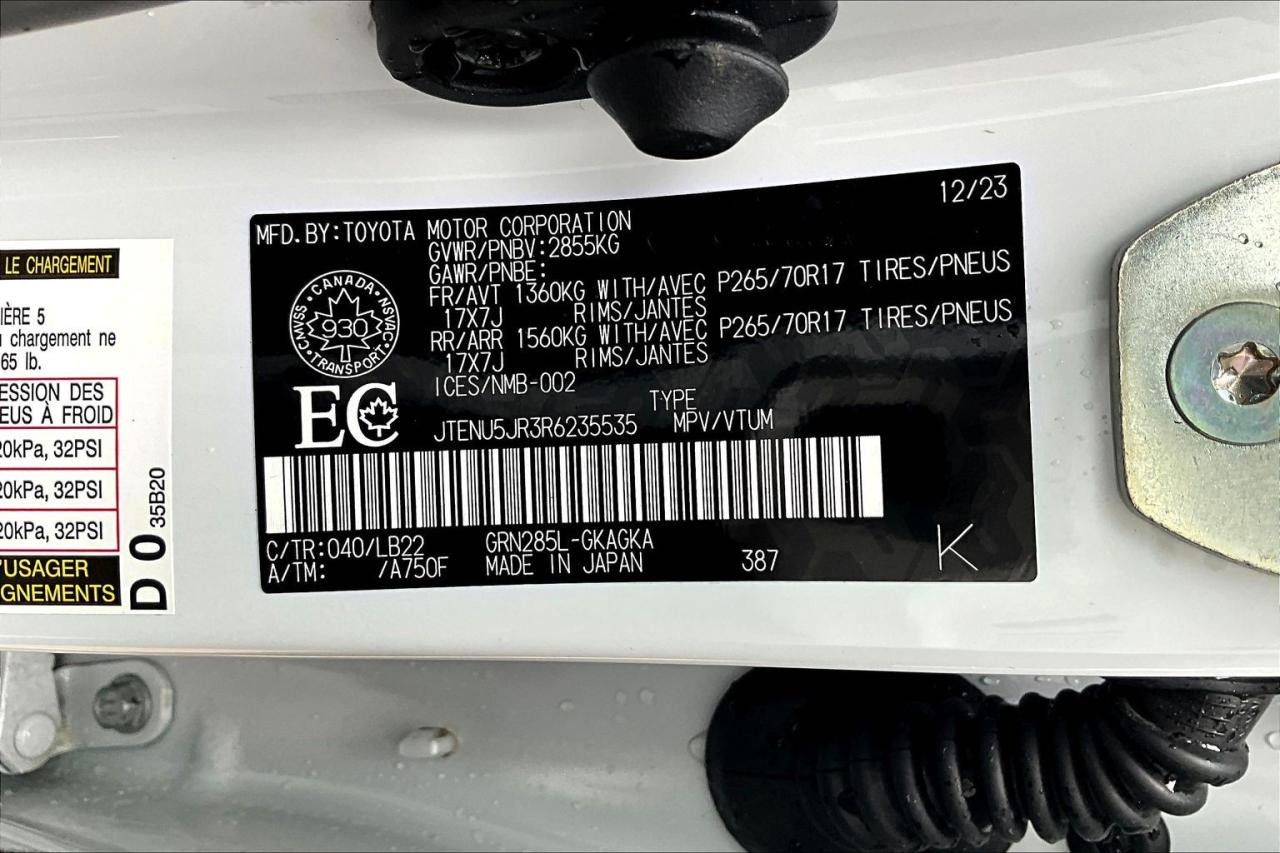 LE CHARGEMENT
IÈRE 5
chargement ne
65 lb.
ESSION DES
EUS À FROID
20kPa, 32PSI
20kPa, 32PSI
20kPa, 32PSI
'USAGER
GNEMENTS
D 0 35B20
12/23
MFD. BY:TOYOTA MOTOR CORPORATION
GVWR/PNBV:2855KG
GAWR/PNBE:
FR/AVT 1360KG WITH/AVEC P265/70R17 TIRES/PNEUS
17X7J RIMS/JANTES
RR/ARR 1560KG WITH/AVEC P265/70R17 TIRES/PNEUS
17X7J RIMS/JANTES
ICES/NMB-002
CANADA
CMVSS NSVAC
930
TRANSPORT
EC
TYPE
JTENU5JR3R6235535 MPV/VTUM
C/TR:040/LB22 GRN285L-GKAGKA
A/TM: /A750F MADE IN JAPAN 387
K